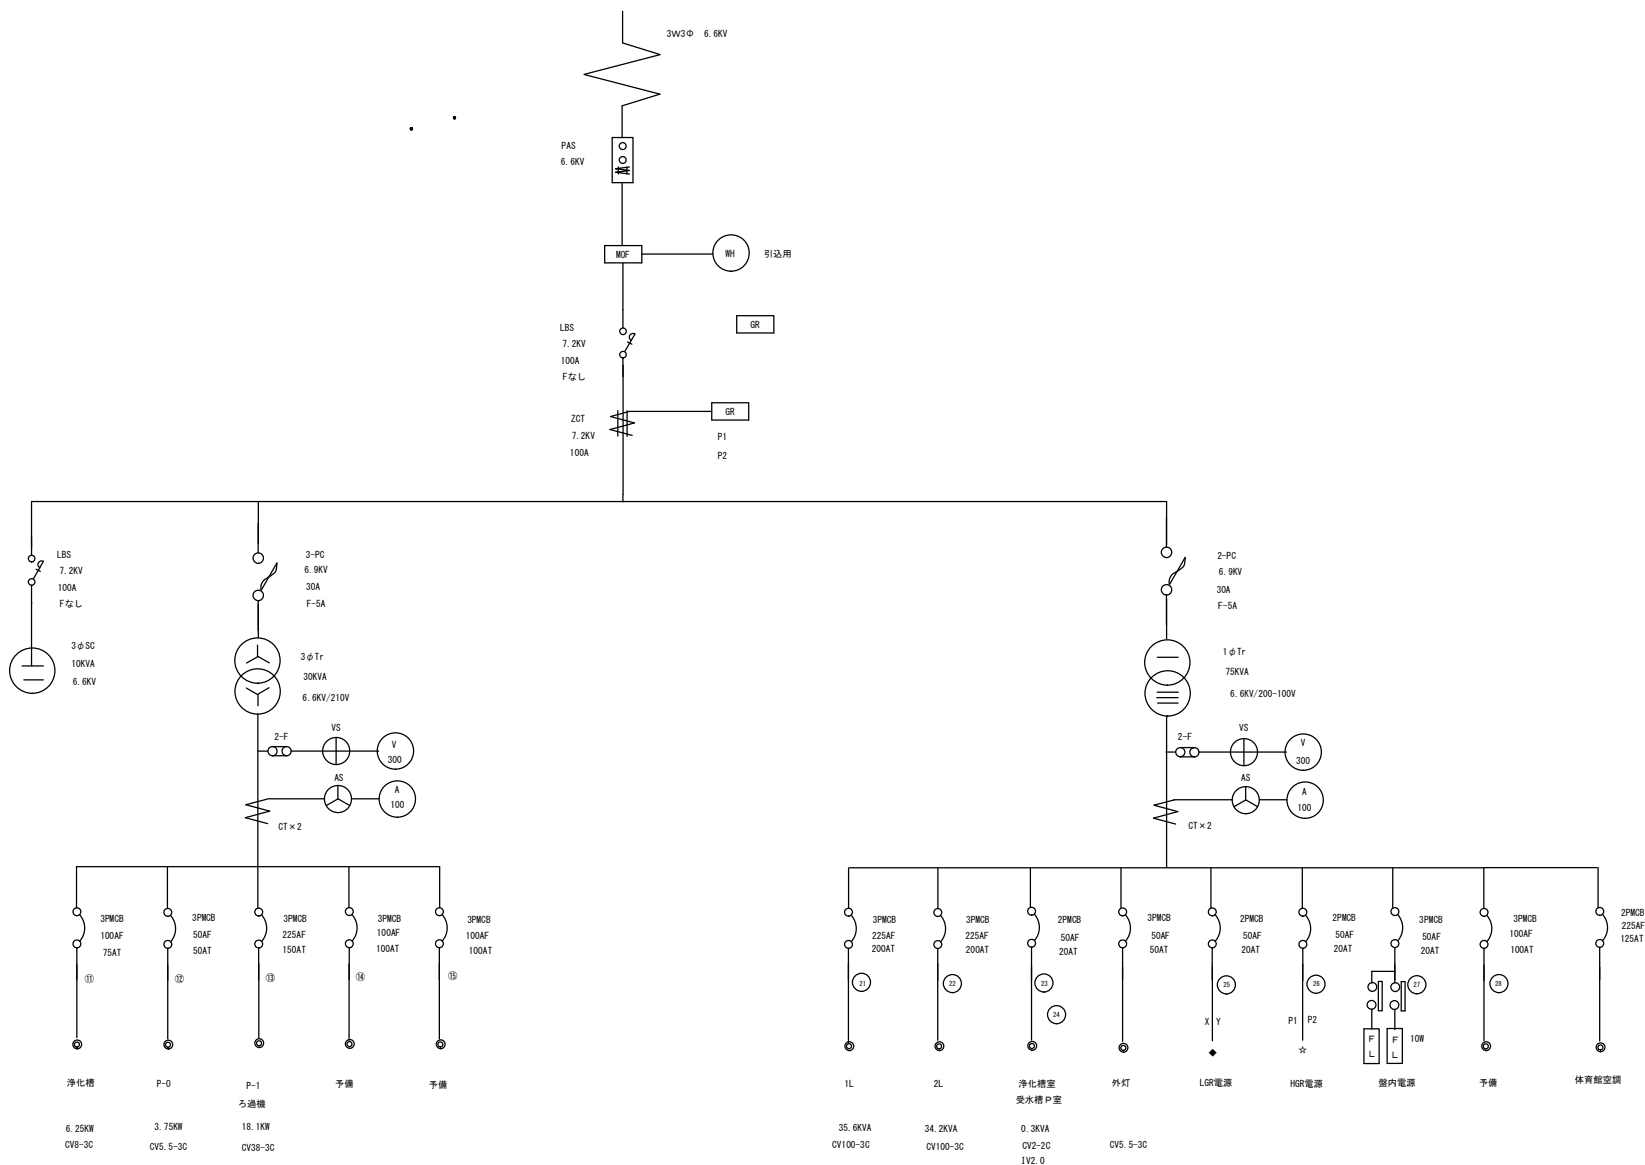 3W3Φ 6.6KV
PAS
6.6KV
MOF
WH
引込用
GR
LBS
7.2KV
100A
Fなし
ZCT
7.2KV
100A
GR
P1
P2
LBS
7.2KV
100A
Fなし
3φSC
10KVA
6.6KV
3-PC
6.9KV
30A
F-5A
3φTr
30KVA
6.6KV/210V
2-F
VS
V
300
AS
A
100
CT×2
2-PC
6.9KV
30A
F-5A
1φTr
75KVA
6.6KV/200-100V
2-F
VS
V
300
AS
A
100
CT×2
3PMCB
100AF
75AT
⑪
浄化槽
6.25KW
CV8-3C
3PMCB
50AF
50AT
⑫
P-0
3.75KW
CV5.5-3C
3PMCB
225AF
150AT
⑬
P-1
ろ過機
18.1KW
CV38-3C
3PMCB
100AF
100AT
⑭
予備
3PMCB
100AF
100AT
⑮
予備
3PMCB
225AF
200AT
21
1L
35.6KVA
CV100-3C
3PMCB
225AF
200AT
22
2L
34.2KVA
CV100-3C
2PMCB
50AF
20AT
23
24
浄化槽室
受水槽P室
0.3KVA
CV2-2C
IV2.0
3PMCB
50AF
50AT
外灯
CV5.5-3C
2PMCB
50AF
20AT
25
X Y
◆
LGR電源
2PMCB
50AF
20AT
26
P1 P2
☆
HGR電源
3PMCB
50AF
20AT
27
FL
FL
10W
盤内電源
3PMCB
100AF
100AT
28
予備
2PMCB
225AF
125AT
体育館空調